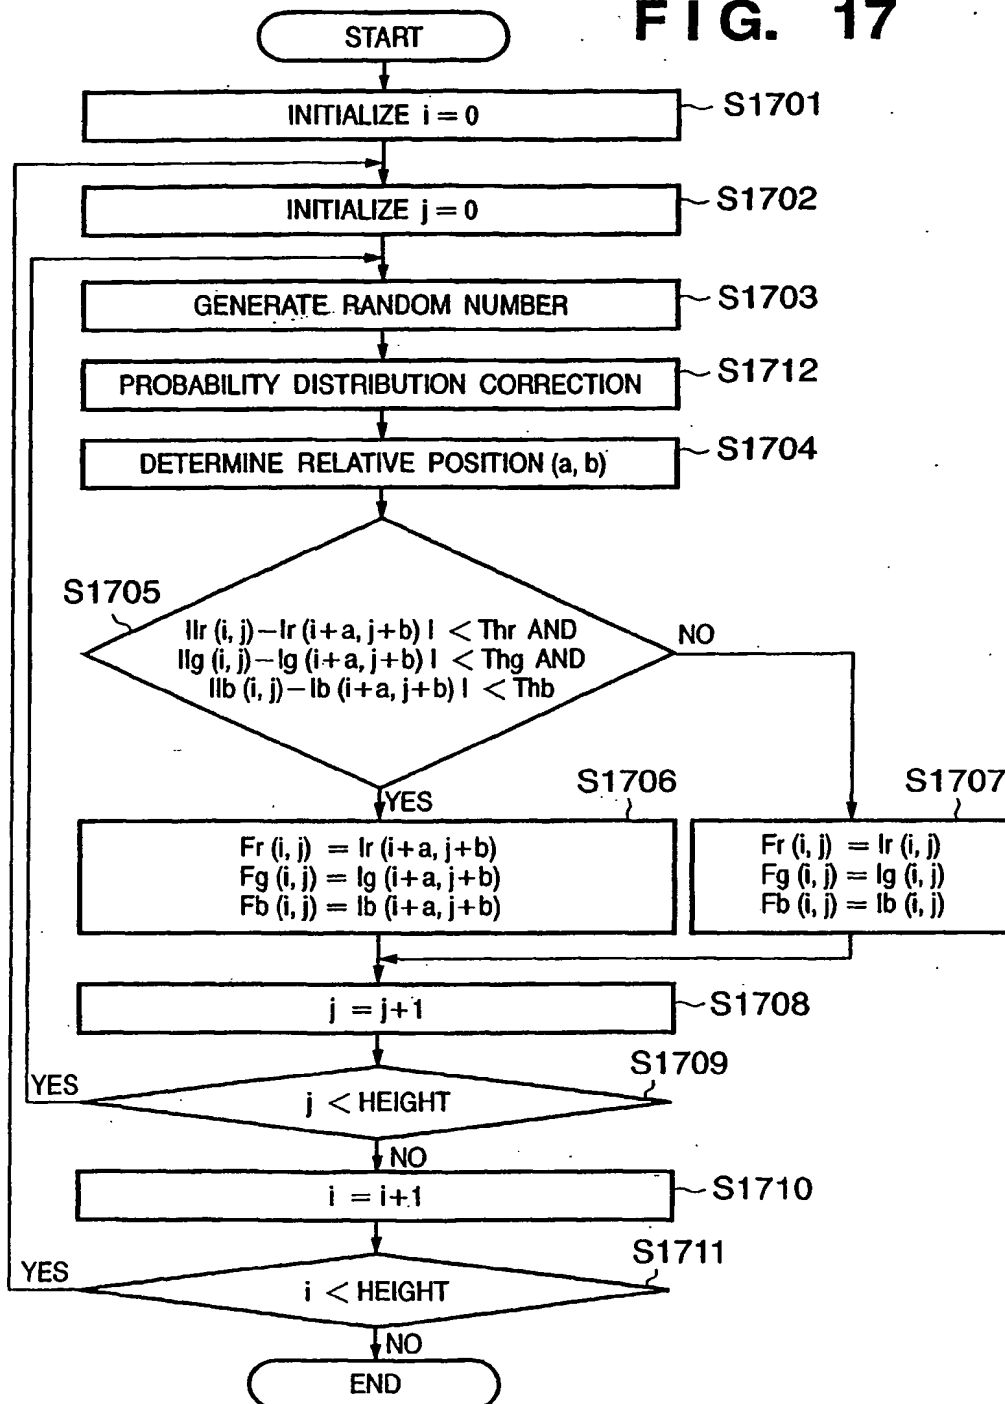 FIG. 17
START
INITIALIZE i = 0
S1701
INITIALIZE j = 0
S1702
GENERATE RANDOM NUMBER
S1703
PROBABILITY DISTRIBUTION CORRECTION
S1712
DETERMINE RELATIVE POSITION (a, b)
S1704
S1705
|Ir (i, j) − Ir (i+a, j+b) | < Thr AND
|Ig (i, j) − Ig (i+a, j+b) | < Thg AND
|Ib (i, j) − Ib (i+a, j+b) | < Thb
NO
YES
S1706
Fr (i, j) = Ir (i+a, j+b)
Fg (i, j) = Ig (i+a, j+b)
Fb (i, j) = Ib (i+a, j+b)
S1707
Fr (i, j) = Ir (i, j)
Fg (i, j) = Ig (i, j)
Fb (i, j) = Ib (i, j)
j = j+1
S1708
S1709
YES
j < HEIGHT
NO
i = i+1
S1710
S1711
YES
i < HEIGHT
NO
END